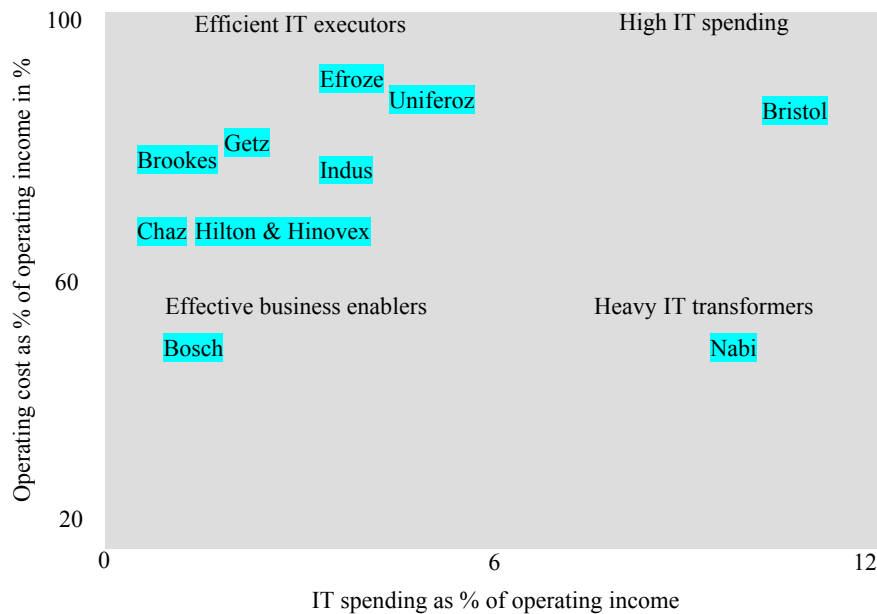 100
Efficient IT executors
High IT spending
Efroze
Uniferoz
Bristol
Getz
Brookes
Indus
Chaz
Hilton & Hinovex
60
Effective business enablers
Heavy IT transformers
Bosch
Nabi
20
0
6
12
IT spending as % of operating income
Operating cost as % of operating income in %